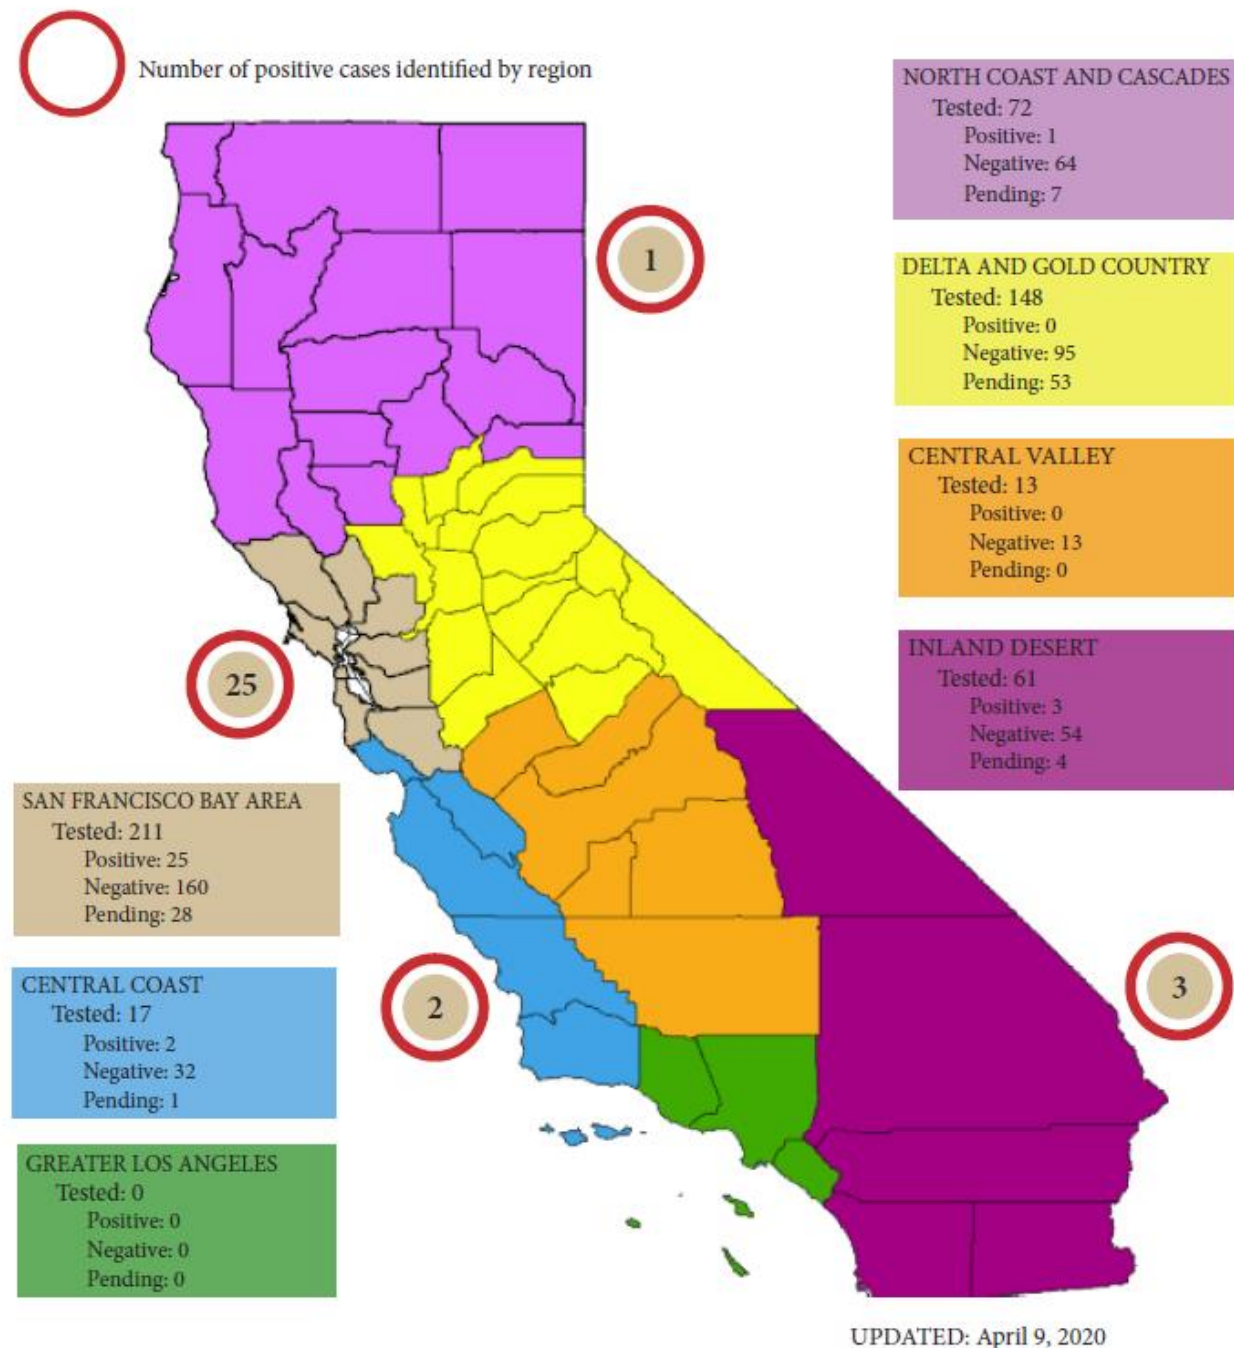 Number of positive cases identified by region
NORTH COAST AND CASCADES
Tested: 72
Positive: 1
Negative: 64
Pending: 7
1
DELTA AND GOLD COUNTRY
Tested: 148
Positive: 0
Negative: 95
Pending: 53
CENTRAL VALLEY
Tested: 13
Positive: 0
Negative: 13
Pending: 0
INLAND DESERT
Tested: 61
Positive: 3
Negative: 54
Pending: 4
25
SAN FRANCISCO BAY AREA
Tested: 211
Positive: 25
Negative: 160
Pending: 28
CENTRAL COAST
Tested: 17
Positive: 2
Negative: 32
Pending: 1
2
3
GREATER LOS ANGELES
Tested: 0
Positive: 0
Negative: 0
Pending: 0
UPDATED: April 9, 2020